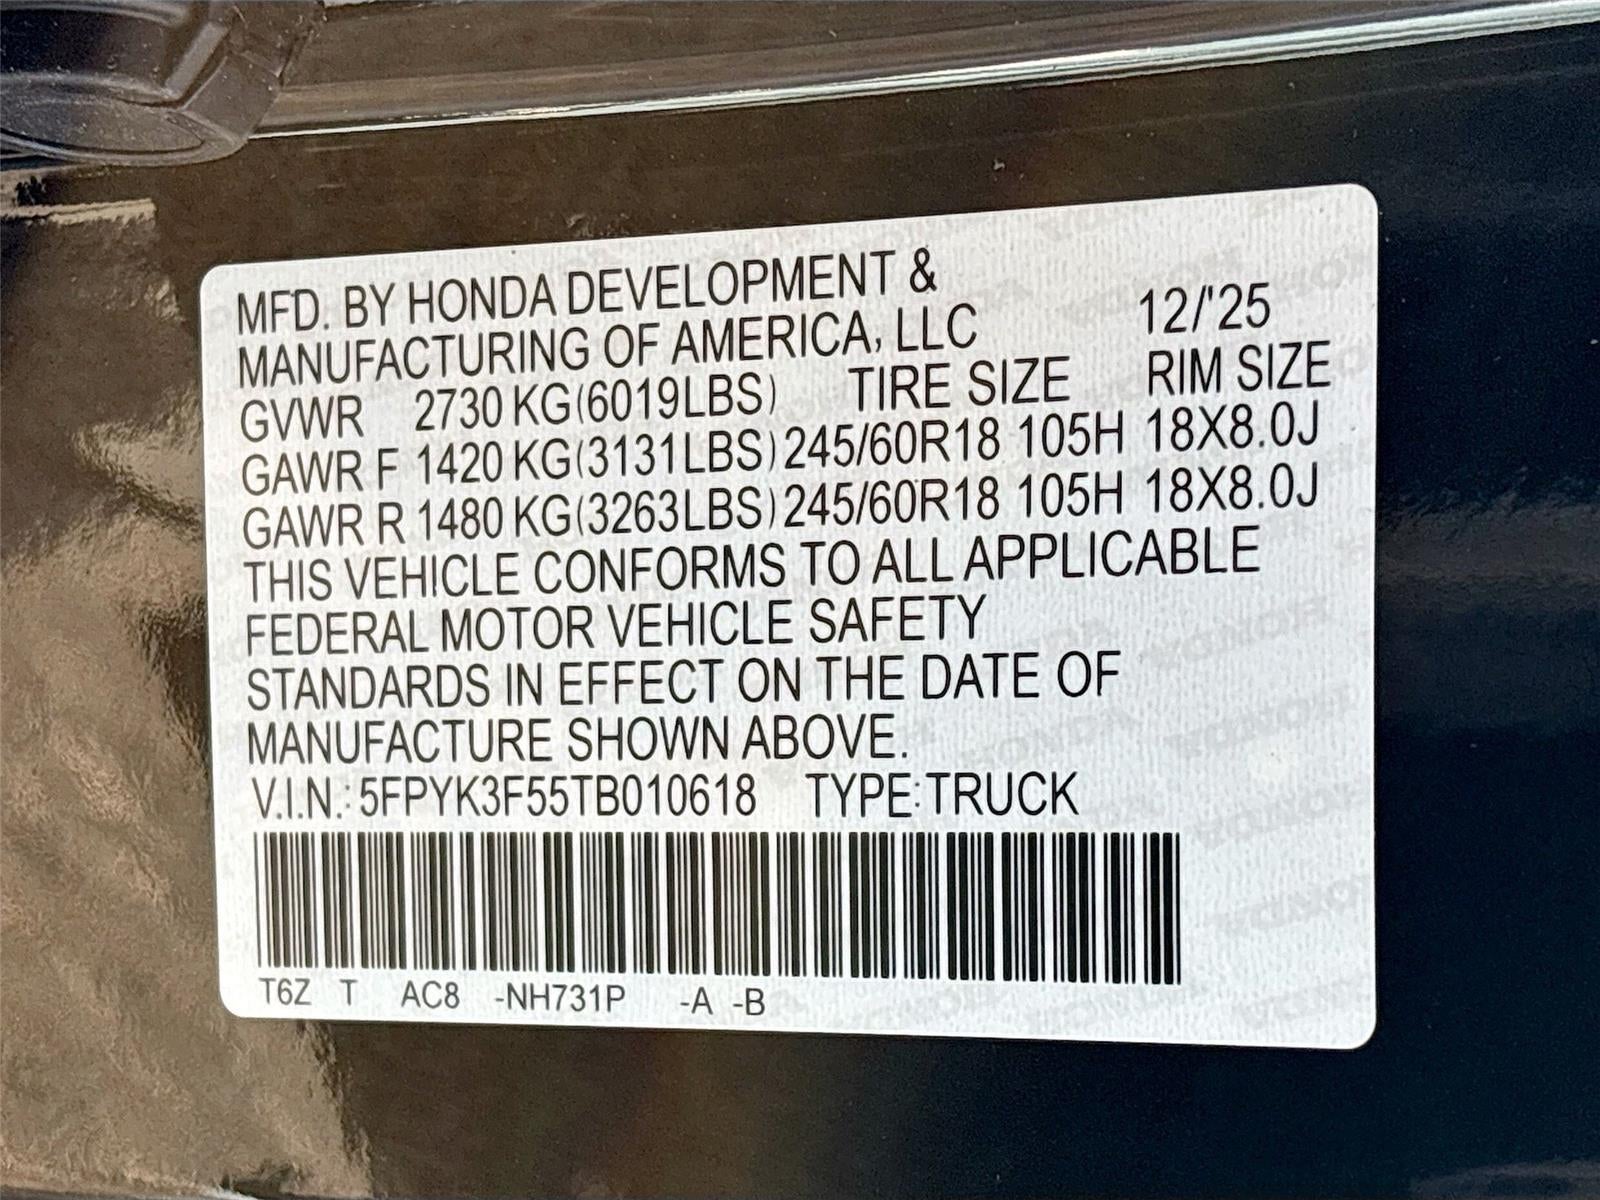 MFD. BY HONDA DEVELOPMENT &
MANUFACTURING OF AMERICA, LLC 12/'25
GVWR 2730 KG(6019LBS) TIRE SIZE RIM SIZE
GAWR F 1420 KG(3131LBS) 245/60R18 105H 18X8.0J
GAWR R 1480 KG(3263LBS) 245/60R18 105H 18X8.0J
THIS VEHICLE CONFORMS TO ALL APPLICABLE
FEDERAL MOTOR VEHICLE SAFETY
STANDARDS IN EFFECT ON THE DATE OF
MANUFACTURE SHOWN ABOVE.
V.I.N.: 5FPYK3F55TB010618 TYPE: TRUCK
T6Z T AC8 -NH731P -A -B